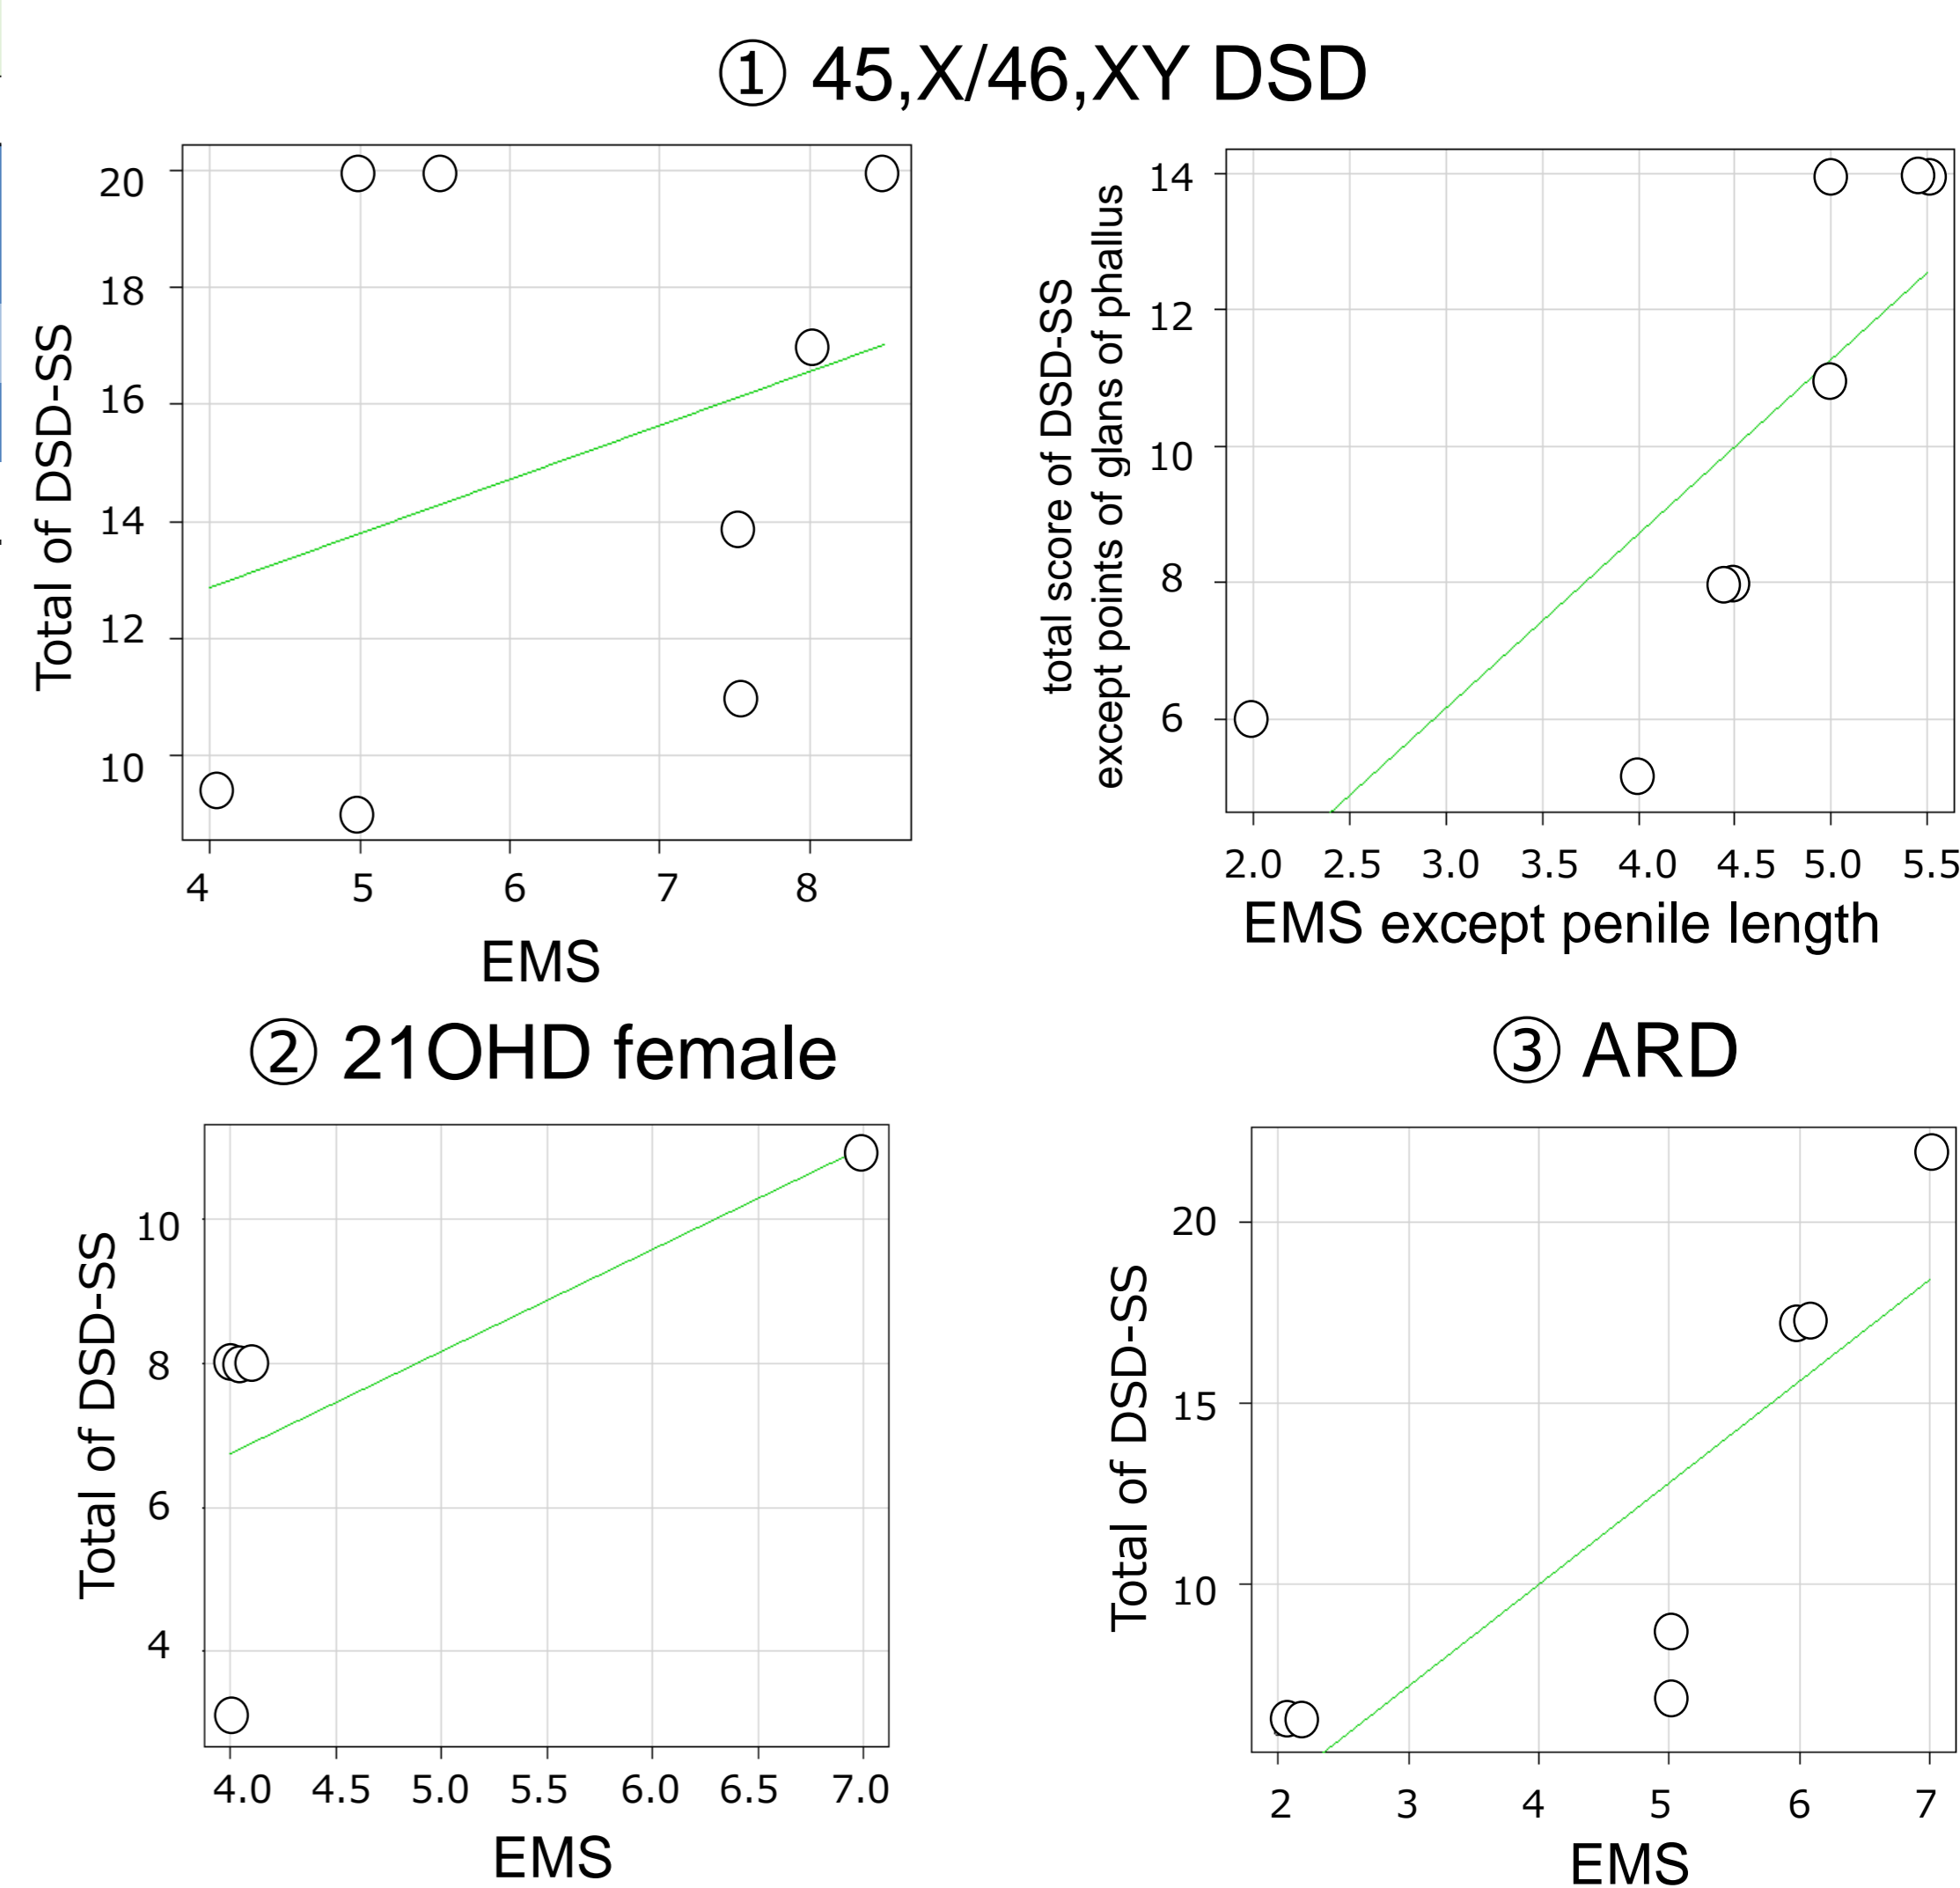 ① 45,X/46,XY DSD
Total of DSD-SS
20
18
16
14
12
10
4 5 6 7 8
EMS
total score of DSD-SS
except points of glans of phallus
14
12
10
8
6
2.0 2.5 3.0 3.5 4.0 4.5 5.0 5.5
EMS except penile length
② 21OHD female
Total of DSD-SS
10
8
6
4
4.0 4.5 5.0 5.5 6.0 6.5 7.0
EMS
③ ARD
Total of DSD-SS
20
15
10
2 3 4 5 6 7
EMS